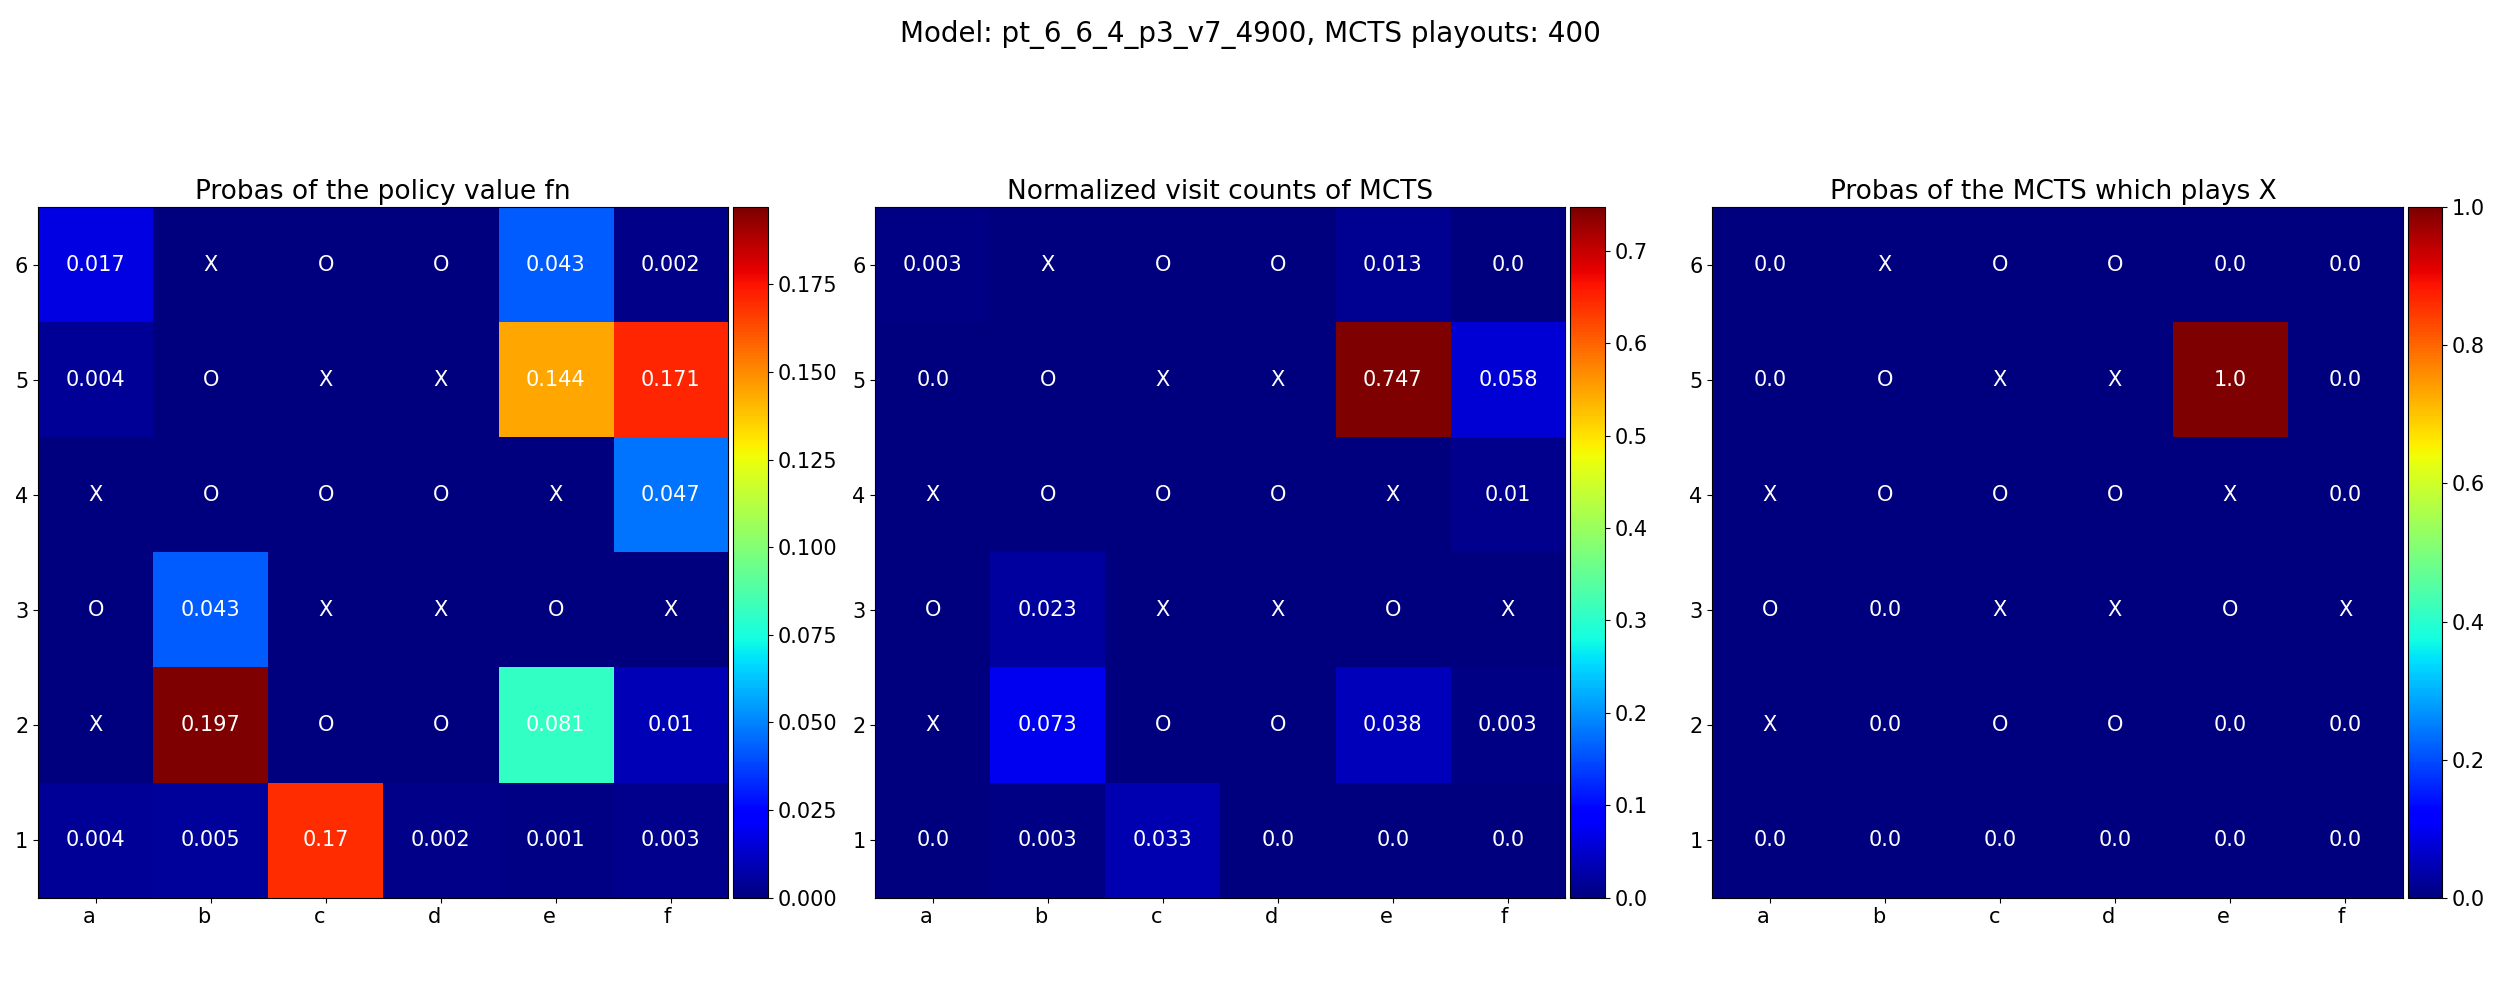 Model: pt_6_6_4_p3_v7_4900, MCTS playouts: 400
Probas of the policy value fn
6 0.017 X O O 0.043 0.002
5 0.004 O X X 0.144 0.171
4 X O O O X 0.047
3 O 0.043 X X O X
2 X 0.197 O O 0.081 0.01
1 0.004 0.005 0.17 0.002 0.001 0.003
a b c d e f
0.175
0.150
0.125
0.100
0.075
0.050
0.025
0.000
Normalized visit counts of MCTS
6 0.003 X O O 0.013 0.0
5 0.0 O X X 0.747 0.058
4 X O O O X 0.01
3 O 0.023 X X O X
2 X 0.073 O O 0.038 0.003
1 0.0 0.003 0.033 0.0 0.0 0.0
a b c d e f
0.7
0.6
0.5
0.4
0.3
0.2
0.1
0.0
Probas of the MCTS which plays X
6 0.0 X O O 0.0 0.0
5 0.0 O X X 1.0 0.0
4 X O O O X 0.0
3 O 0.0 X X O X
2 X 0.0 O O 0.0 0.0
1 0.0 0.0 0.0 0.0 0.0 0.0
a b c d e f
1.0
0.8
0.6
0.4
0.2
0.0